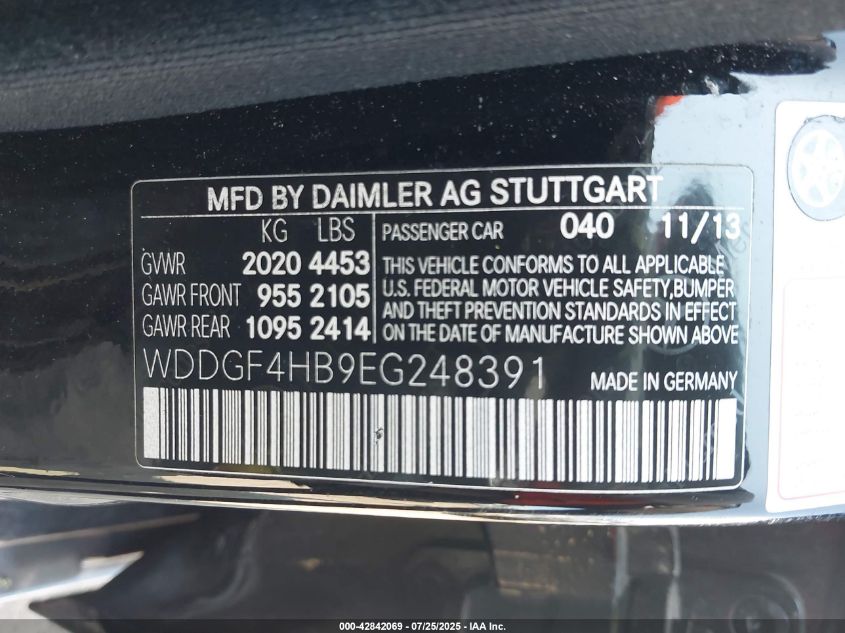 MFD BY DAIMLER AG STUTTGART
KG LBS
PASSENGER CAR 040 11/13
GVWR 2020 4453
GAWR FRONT 955 2105
GAWR REAR 1095 2414
THIS VEHICLE CONFORMS TO ALL APPLICABLE
U.S. FEDERAL MOTOR VEHICLE SAFETY,BUMPER
AND THEFT PREVENTION STANDARDS IN EFFECT
ON THE DATE OF MANUFACTURE SHOWN ABOVE
WDDGF4HB9EG248391 MADE IN GERMANY
000-42842069 - 07/25/2025 - IAA Inc.